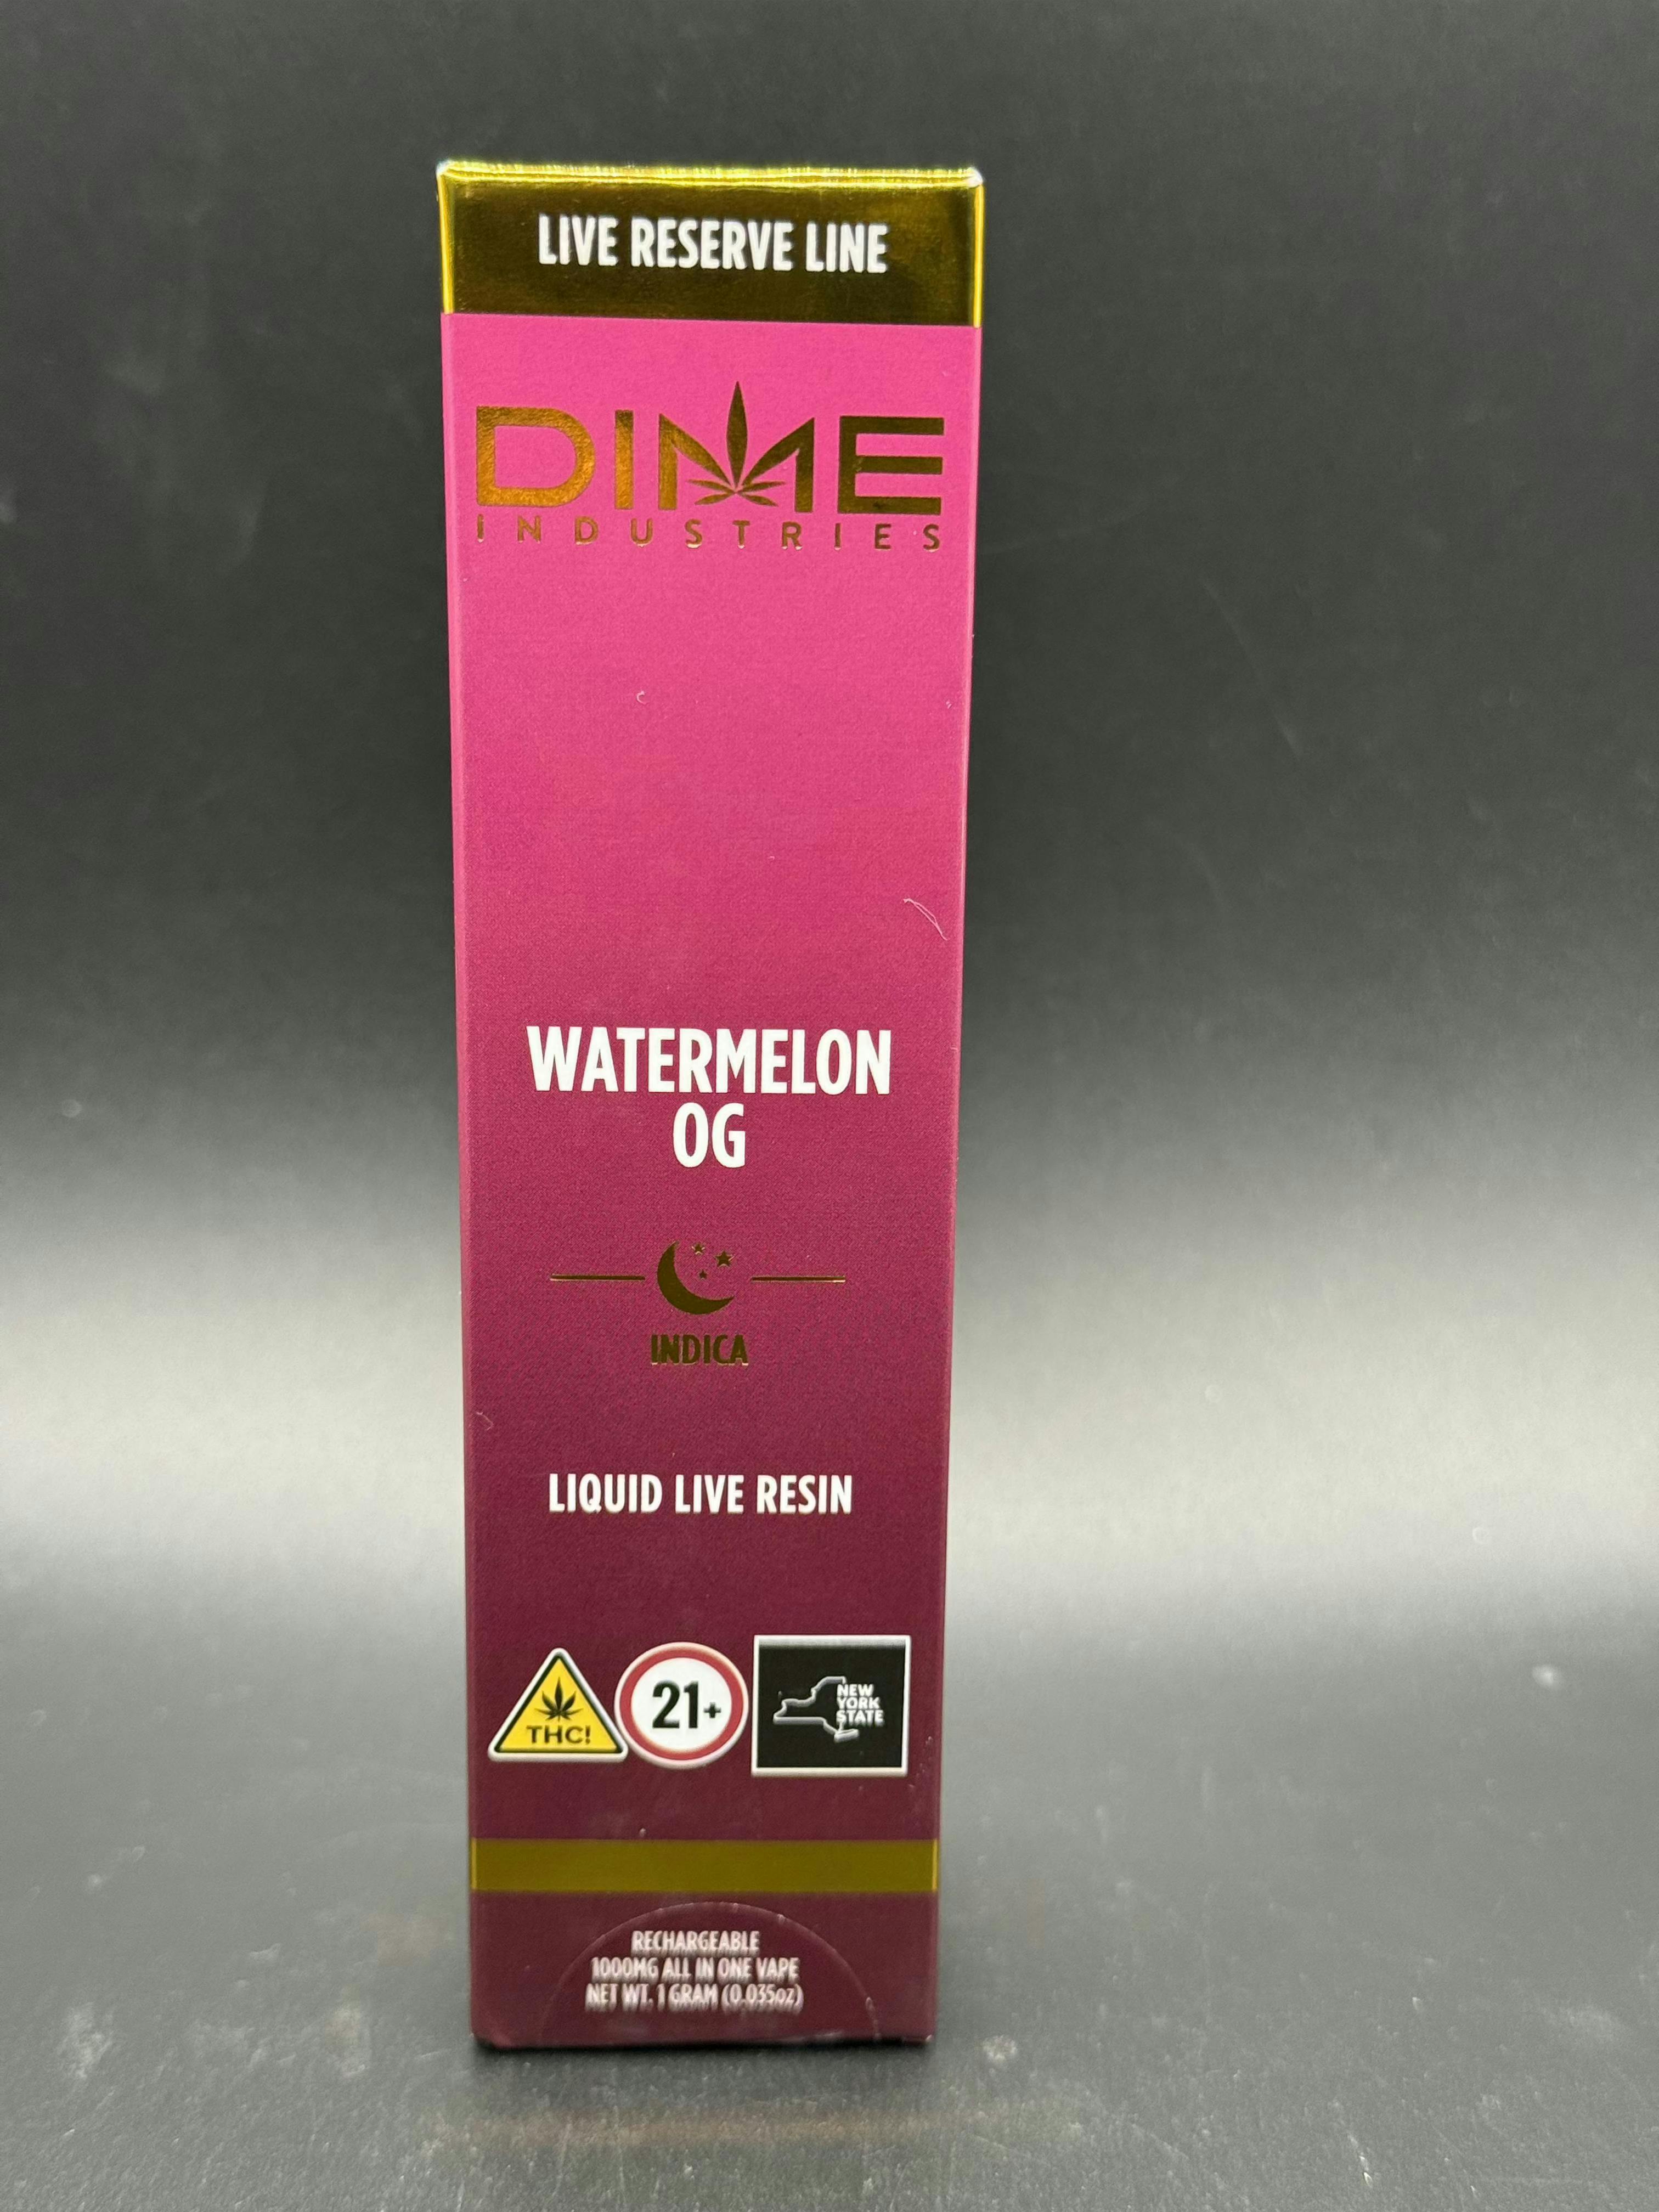 LIVE RESERVE LINE
DIME
INDUSTRIES
WATERMELON
OG
INDICA
LIQUID LIVE RESIN
THC!
21+
NEW
YORK
STATE
RECHARGEABLE
1000MG ALL IN ONE VAPE
NET WT. 1 GRAM (0.035oz)